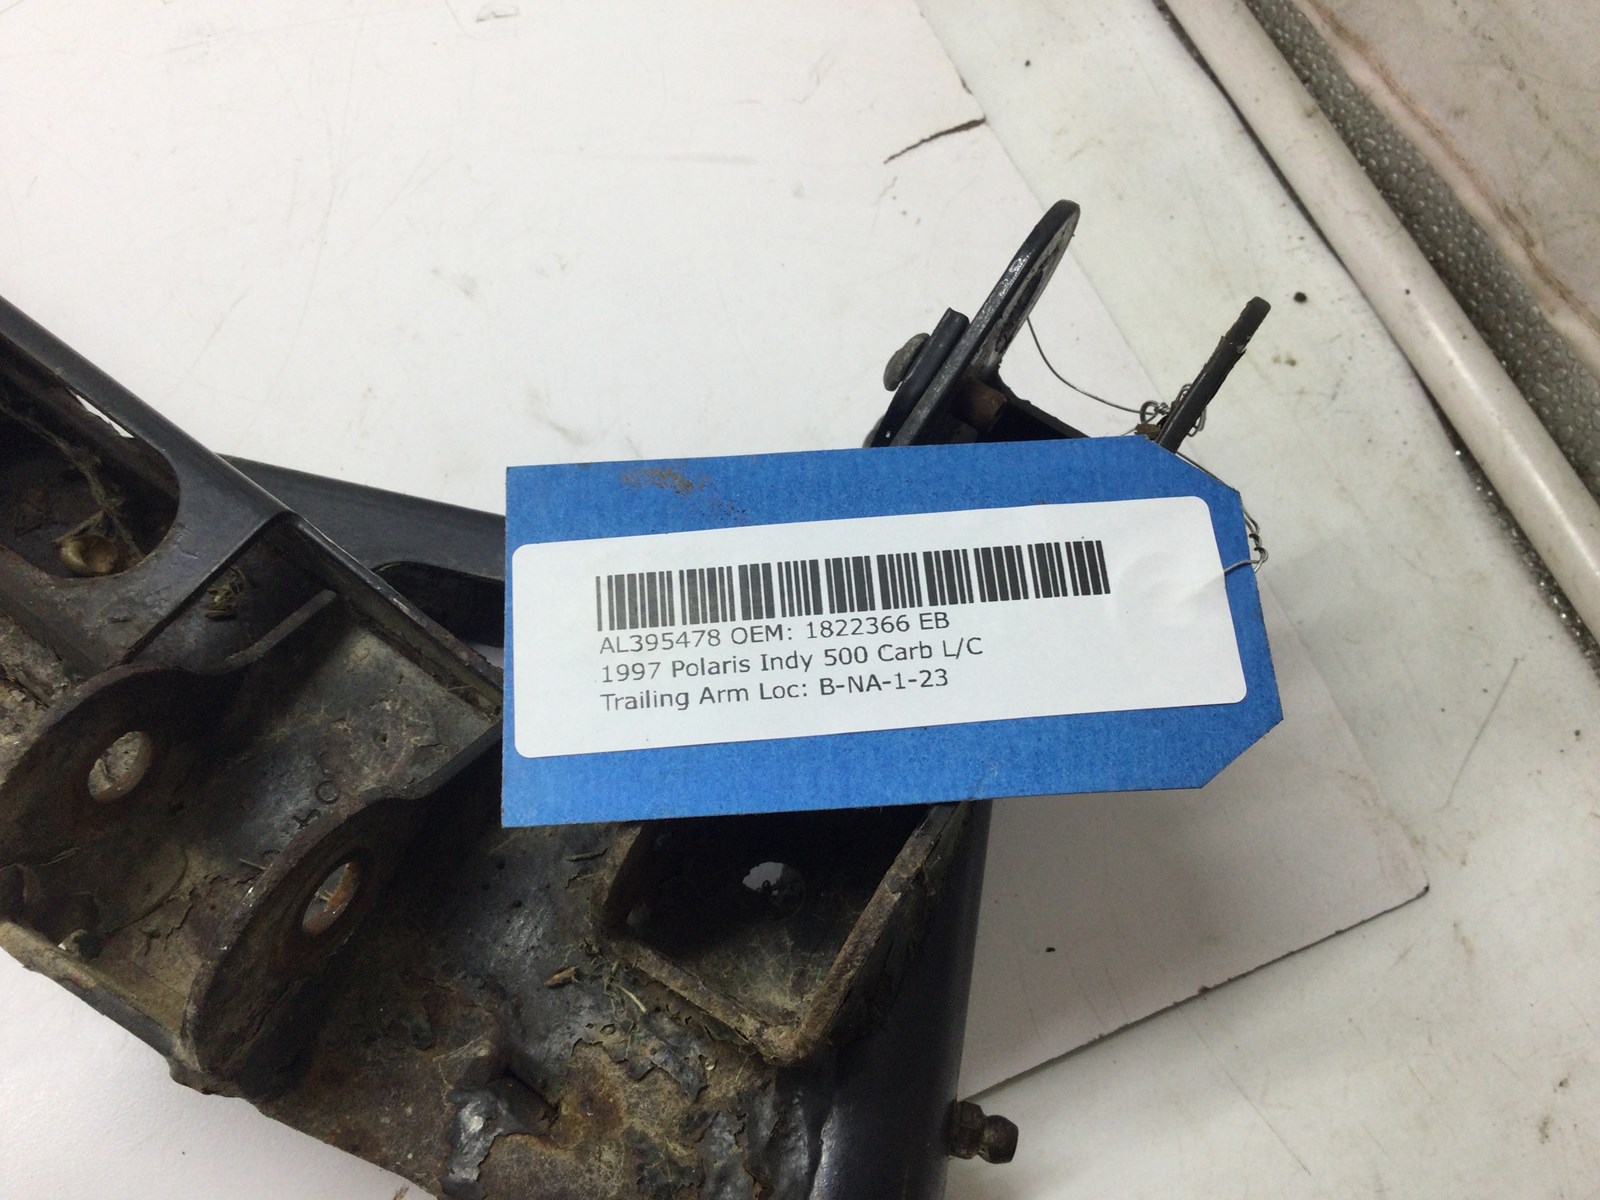 AL395478 OEM: 1822366 EB
1997 Polaris Indy 500 Carb L/C
Trailing Arm Loc: B-NA-1-23